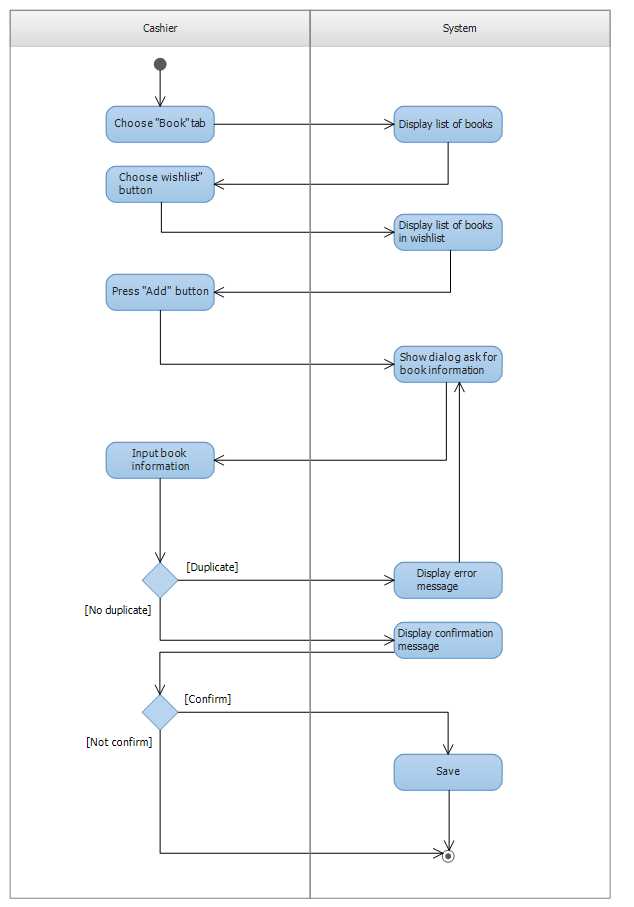 Cashier
System
Choose "Book" tab
Display list of books
Choose wishlist"
button
Display list of books
in wishlist
Press "Add" button
Show dialog ask for
book information
Input book
information
[Duplicate]
Display error
message
[No duplicate]
Display confirmation
message
[Confirm]
[Not confirm]
Save